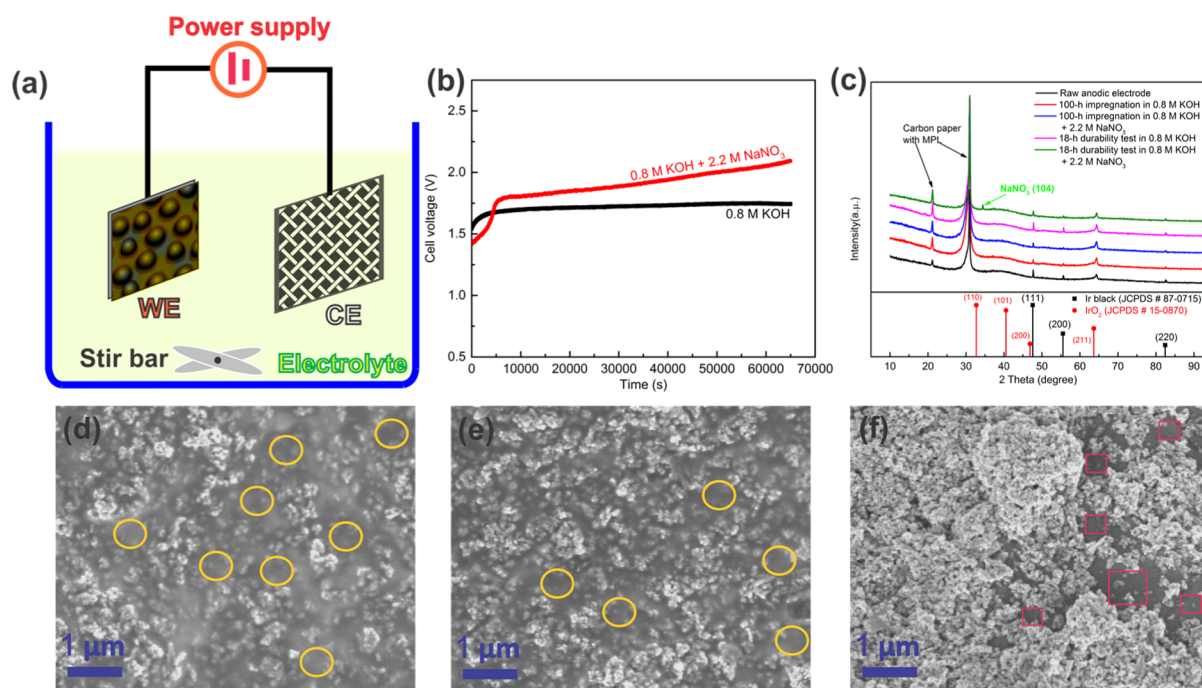 Power supply
(a)
WE
CE
Stir bar
Electrolyte
(b)
2.5
2.0
1.5
1.0
0.5
Cell voltage (V)
0.8 M KOH + 2.2 M NaNO3
0.8 M KOH
0 10000 20000 30000 40000 50000 60000 70000
Time (s)
(c)
Raw anodic electrode
100-h impregnation in 0.8 M KOH
100-h impregnation in 0.8 M KOH
+ 2.2 M NaNO3
18-h durability test in 0.8 M KOH
18-h durability test in 0.8 M KOH
+ 2.2 M NaNO3
Carbon paper
with MPL
NaNO3 (104)
Intensity(a.u.)
(110)
(101)
(200)
(111)
(200)
(211)
(220)
Ir black (JCPDS # 87-0715)
IrO2 (JCPDS # 15-0870)
10 20 30 40 50 60 70 80 90
2 Theta (degree)
(d)
1 µm
(e)
1 µm
(f)
1 µm